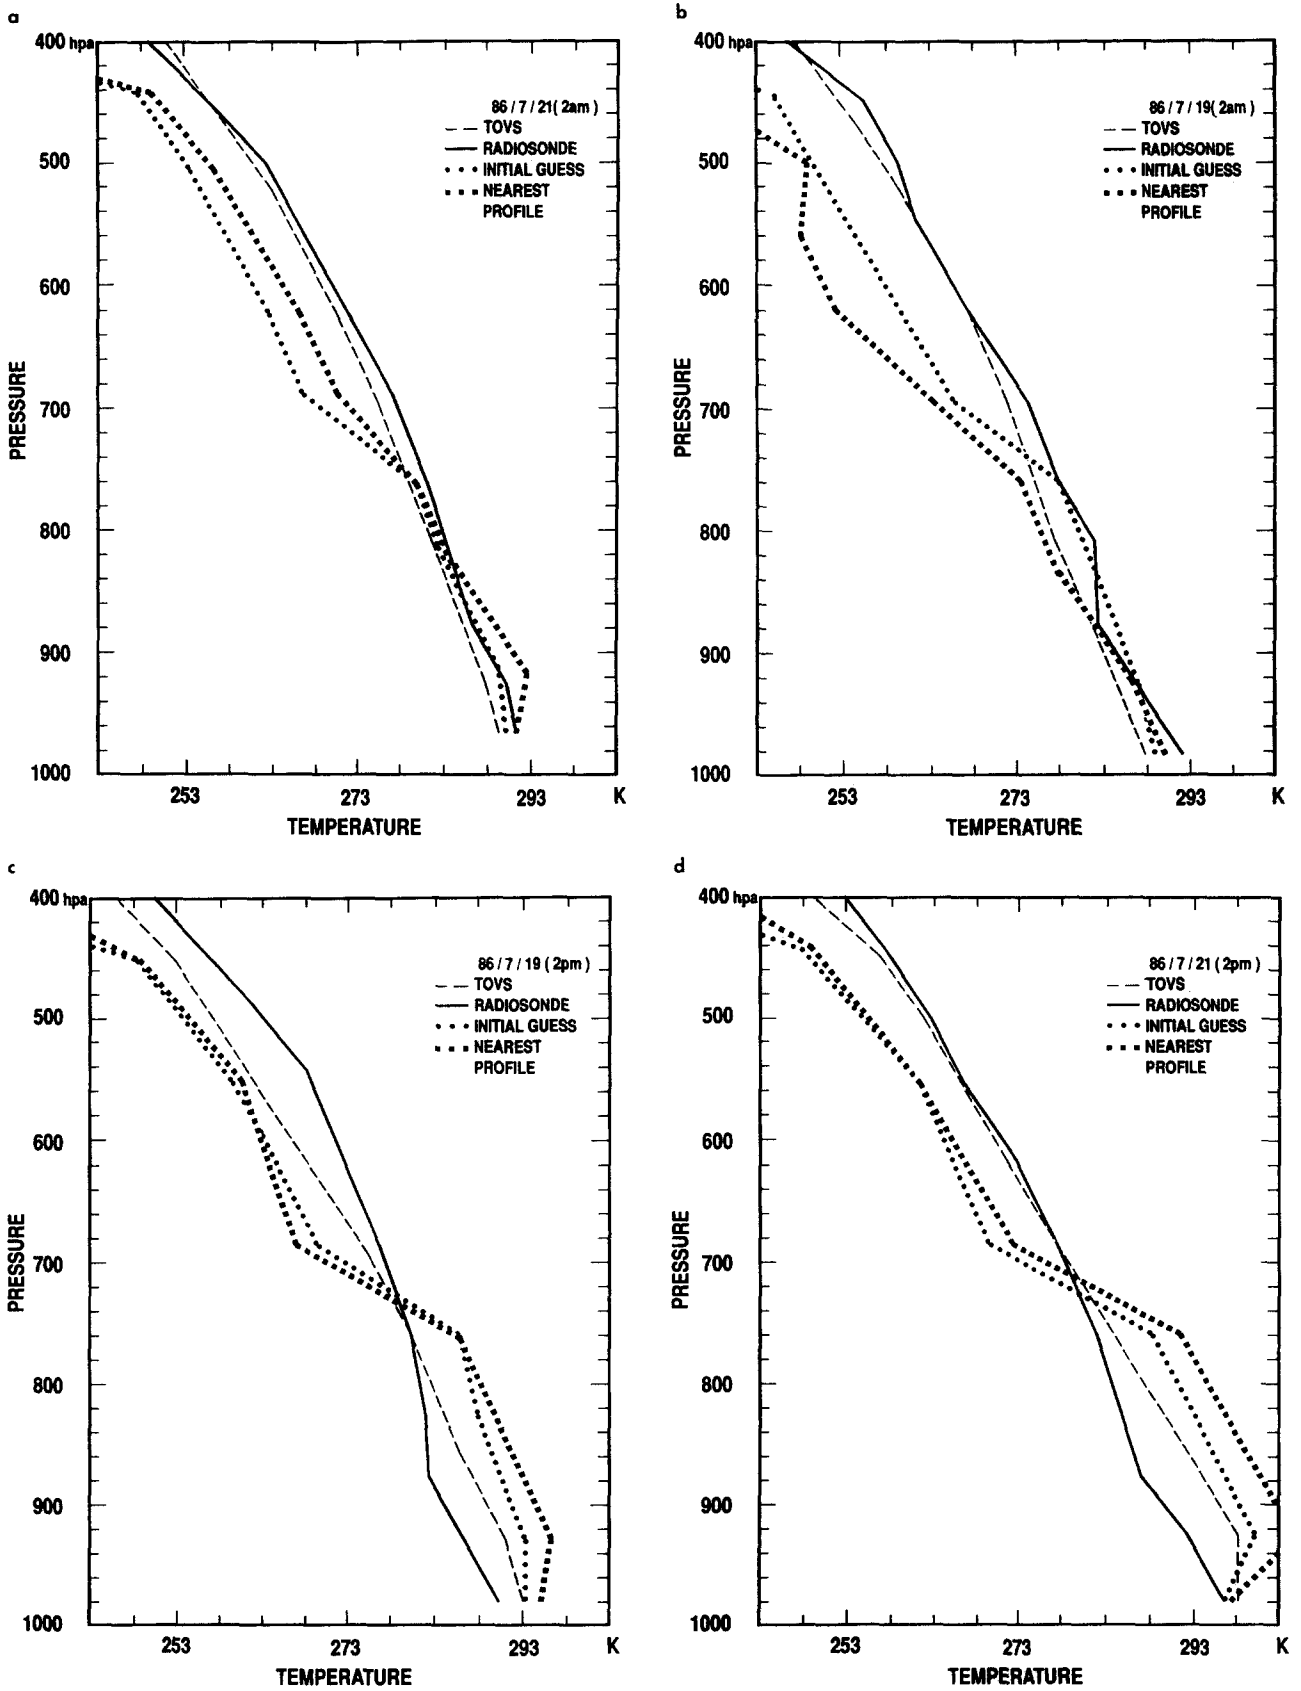 a
400 hpa
500
600
700
800
900
1000
PRESSURE
86 / 7 / 21( 2am )
TOVS
RADIOSONDE
INITIAL GUESS
NEAREST
PROFILE
253 273 293 K
TEMPERATURE
b
400 hpa
500
600
700
800
900
1000
PRESSURE
86 / 7 / 19( 2am )
TOVS
RADIOSONDE
INITIAL GUESS
NEAREST
PROFILE
253 273 293 K
TEMPERATURE
c
400 hpa
500
600
700
800
900
1000
PRESSURE
86 / 7 / 19 ( 2pm )
TOVS
RADIOSONDE
INITIAL GUESS
NEAREST
PROFILE
253 273 293 K
TEMPERATURE
d
400 hpa
500
600
700
800
900
1000
PRESSURE
86 / 7 / 21 ( 2pm )
TOVS
RADIOSONDE
INITIAL GUESS
NEAREST
PROFILE
253 273 293 K
TEMPERATURE